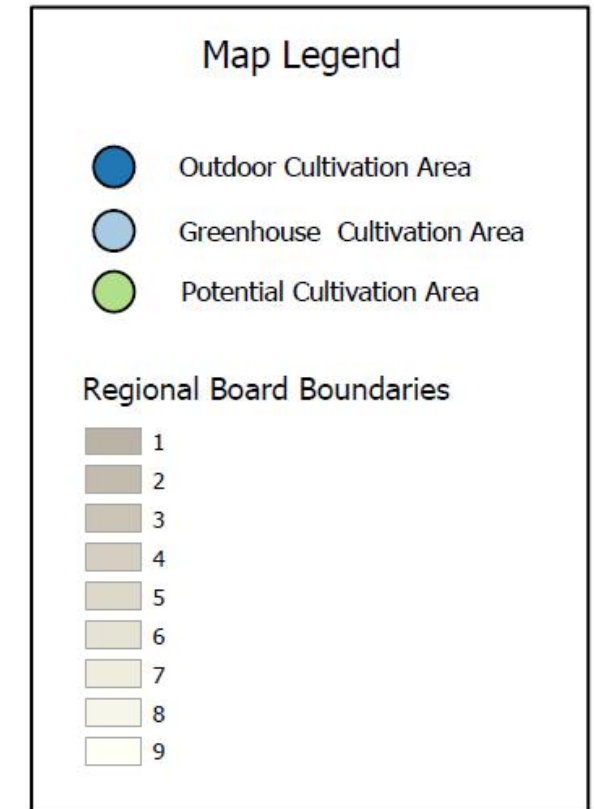 Map Legend
Outdoor Cultivation Area
Greenhouse Cultivation Area
Potential Cultivation Area
Regional Board Boundaries
1
2
3
4
5
6
7
8
9